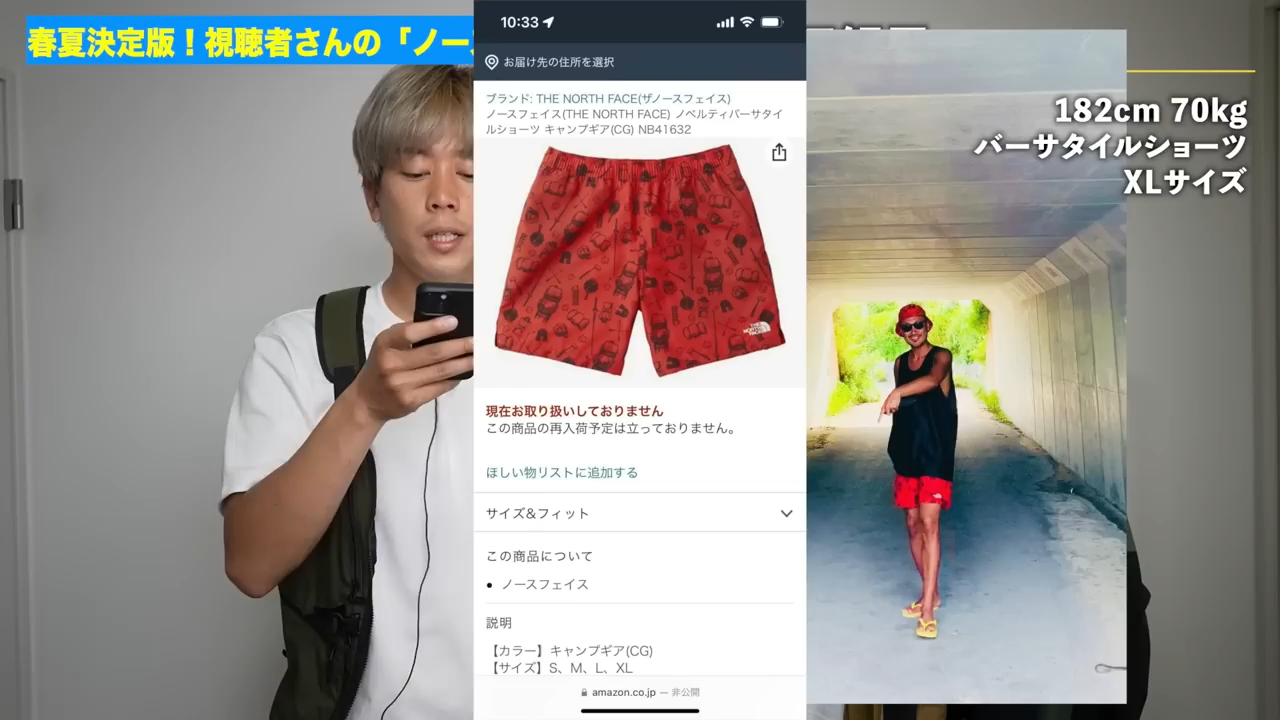 春夏決定版！視聴者さんの「ノース
10:33
お届け先の住所を選択
ブランド: THE NORTH FACE(ザノースフェイス)
ノースフェイス(THE NORTH FACE) ノベルティバーサタイ
ルショーツ キャンプギア(CG) NB41632
THE
NORTH
FACE
現在お取り扱いしておりません
この商品の再入荷予定は立っておりません。
ほしい物リストに追加する
サイズ&フィット
この商品について
• ノースフェイス
説明
【カラー】キャンプギア(CG)
【サイズ】S、M、L、XL
amazon.co.jp — 非公開
182cm 70kg
バーサタイルショーツ
XLサイズ